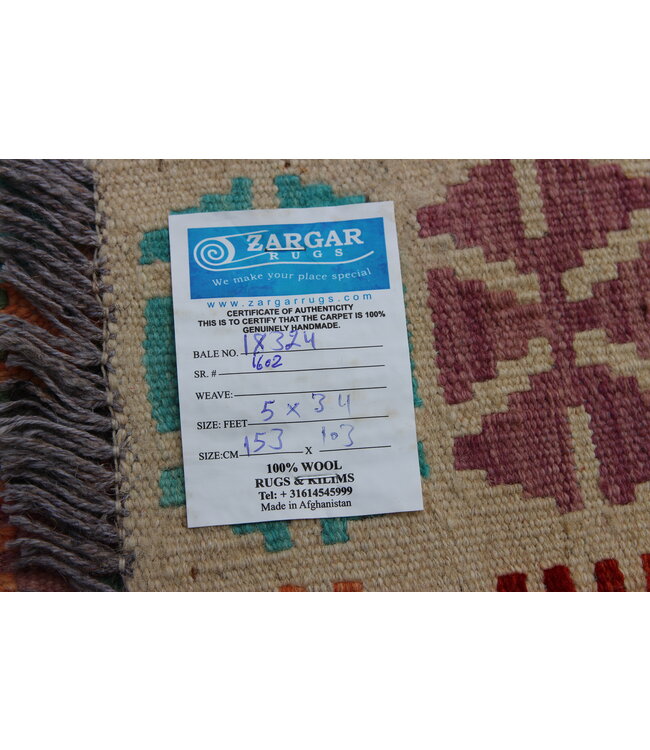 ZARGAR
RUGS
We make your place special
www.zargarrugs.com
CERTIFICATE OF AUTHENTICITY
THIS IS TO CERTIFY THAT THE CARPET IS 100%
GENUINELY HANDMADE.
BALE NO. 18324
SR. # 1602
WEAVE:
SIZE: FEET 5 x 3 4
SIZE:CM 153 X 103
100% WOOL
RUGS & KILIMS
Tel: + 31614545999
Made in Afghanistan